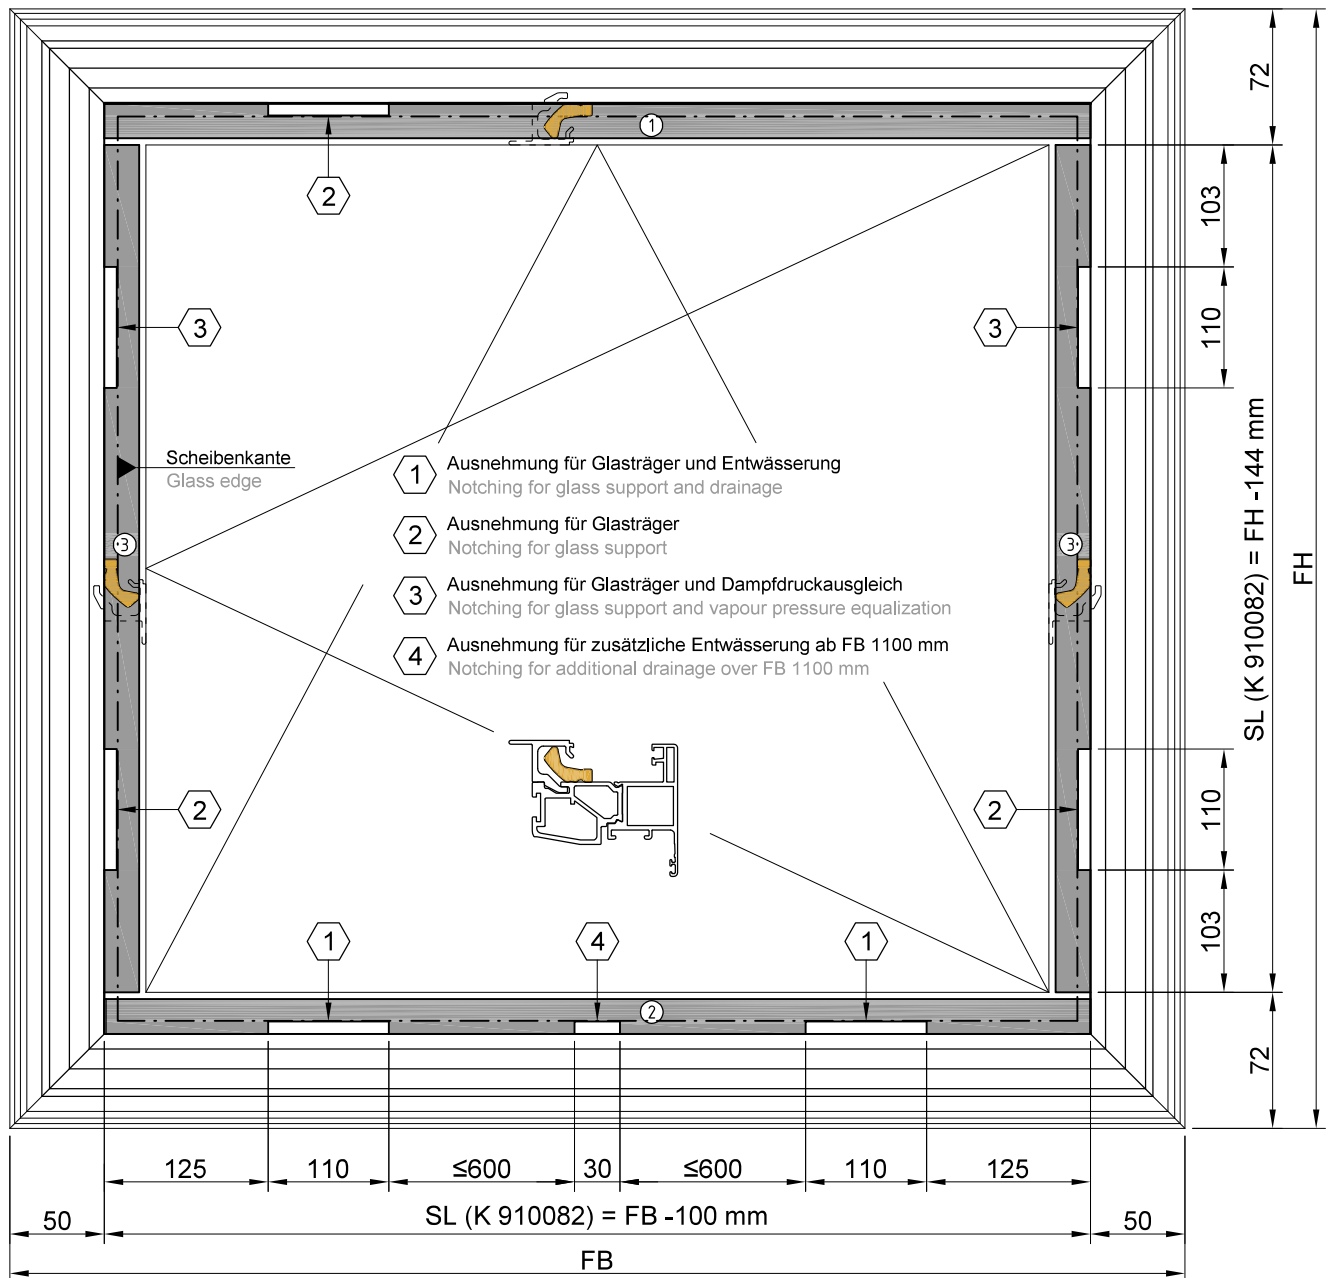 72
1
2
103
3
3
110
Scheibenkante
Glass edge
1
Ausnehmung für Glasträger und Entwässerung
Notching for glass support and drainage
2
Ausnehmung für Glasträger
Notching for glass support
3
Ausnehmung für Glasträger und Dampfdruckausgleich
Notching for glass support and vapour pressure equalization
4
Ausnehmung für zusätzliche Entwässerung ab FB 1100 mm
Notching for additional drainage over FB 1100 mm
3
3
SL (K 910082) = FH -144 mm
FH
2
2
110
1
4
1
103
2
72
125
110
≤600
30
≤600
110
125
50
SL (K 910082) = FB -100 mm
50
FB